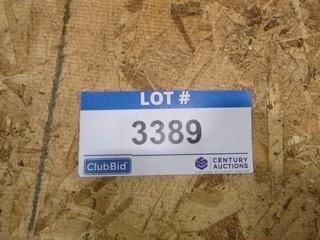 LOT #
3389
ClubBid
CENTURY
AUCTIONS